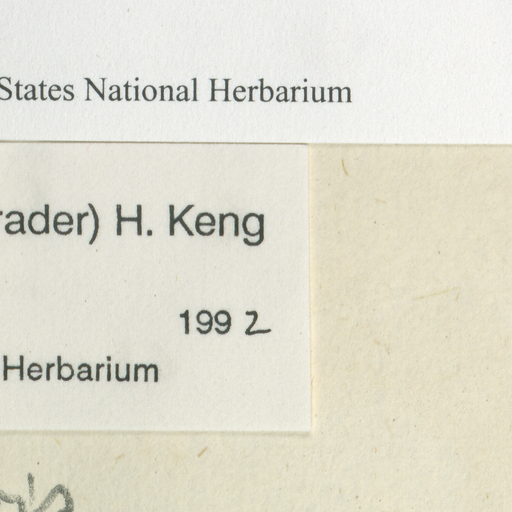 States National Herbarium
rader) H. Keng
199 2
Herbarium